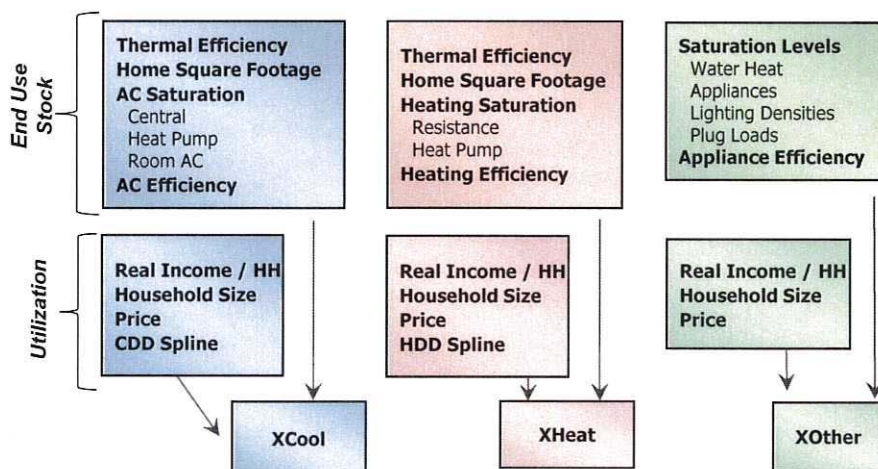 End Use
Stock
Thermal Efficiency
Home Square Footage
AC Saturation
Central
Heat Pump
Room AC
AC Efficiency
Thermal Efficiency
Home Square Footage
Heating Saturation
Resistance
Heat Pump
Heating Efficiency
Saturation Levels
Water Heat
Appliances
Lighting Densities
Plug Loads
Appliance Efficiency
Utilization
Real Income / HH
Household Size
Price
CDD Spline
Real Income / HH
Household Size
Price
HDD Spline
Real Income / HH
Household Size
Price
XCool
XHeat
XOther